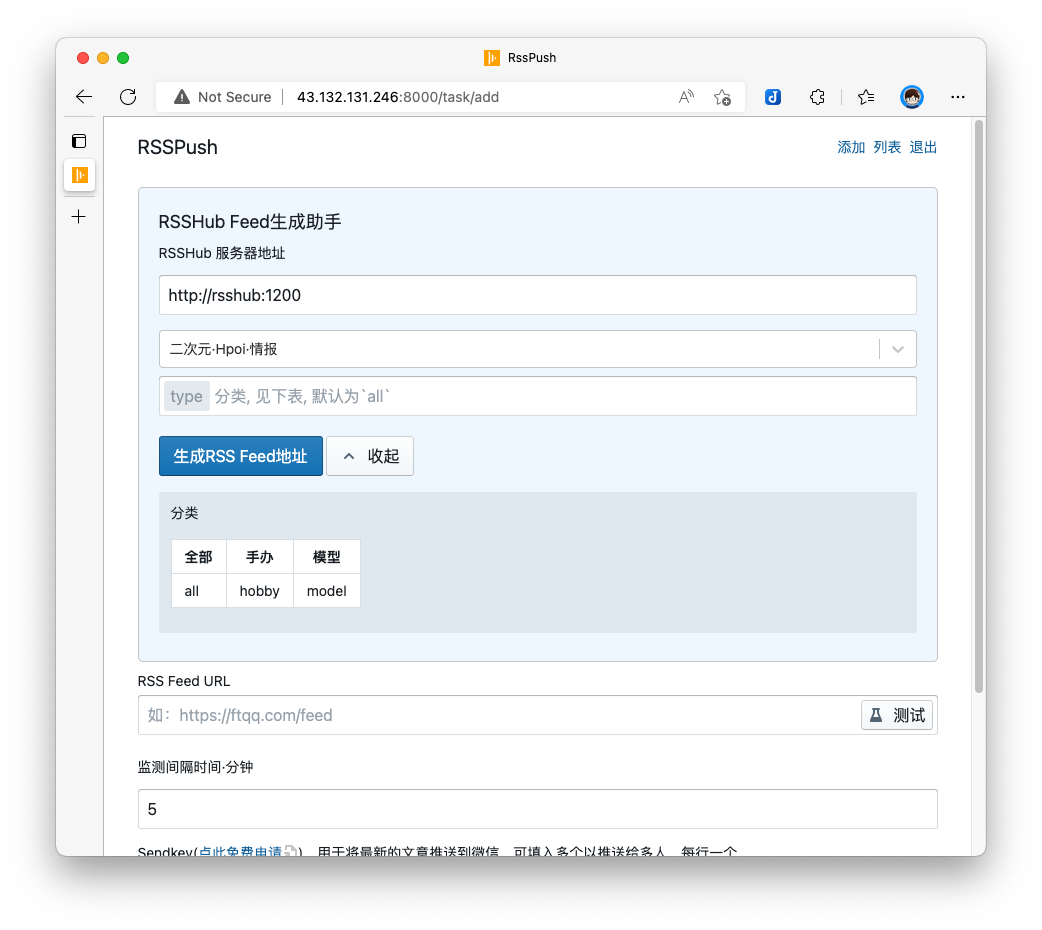 RssPush
Not Secure
43.132.131.246:8000/task/add
RSSPush
添加 列表 退出
RSSHub Feed生成助手
RSSHub 服务器地址
http://rsshub:1200
二次元·Hpoi·情报
type 分类, 见下表, 默认为`all`
生成RSS Feed地址 收起
分类
全部 手办 模型
all hobby model
RSS Feed URL
如：https://ftqq.com/feed 测试
监测间隔时间·分钟
5
Sendkey(点此免费申请)，用于将最新的文章推送到微信，可填入多个以推送给多人，每行一个